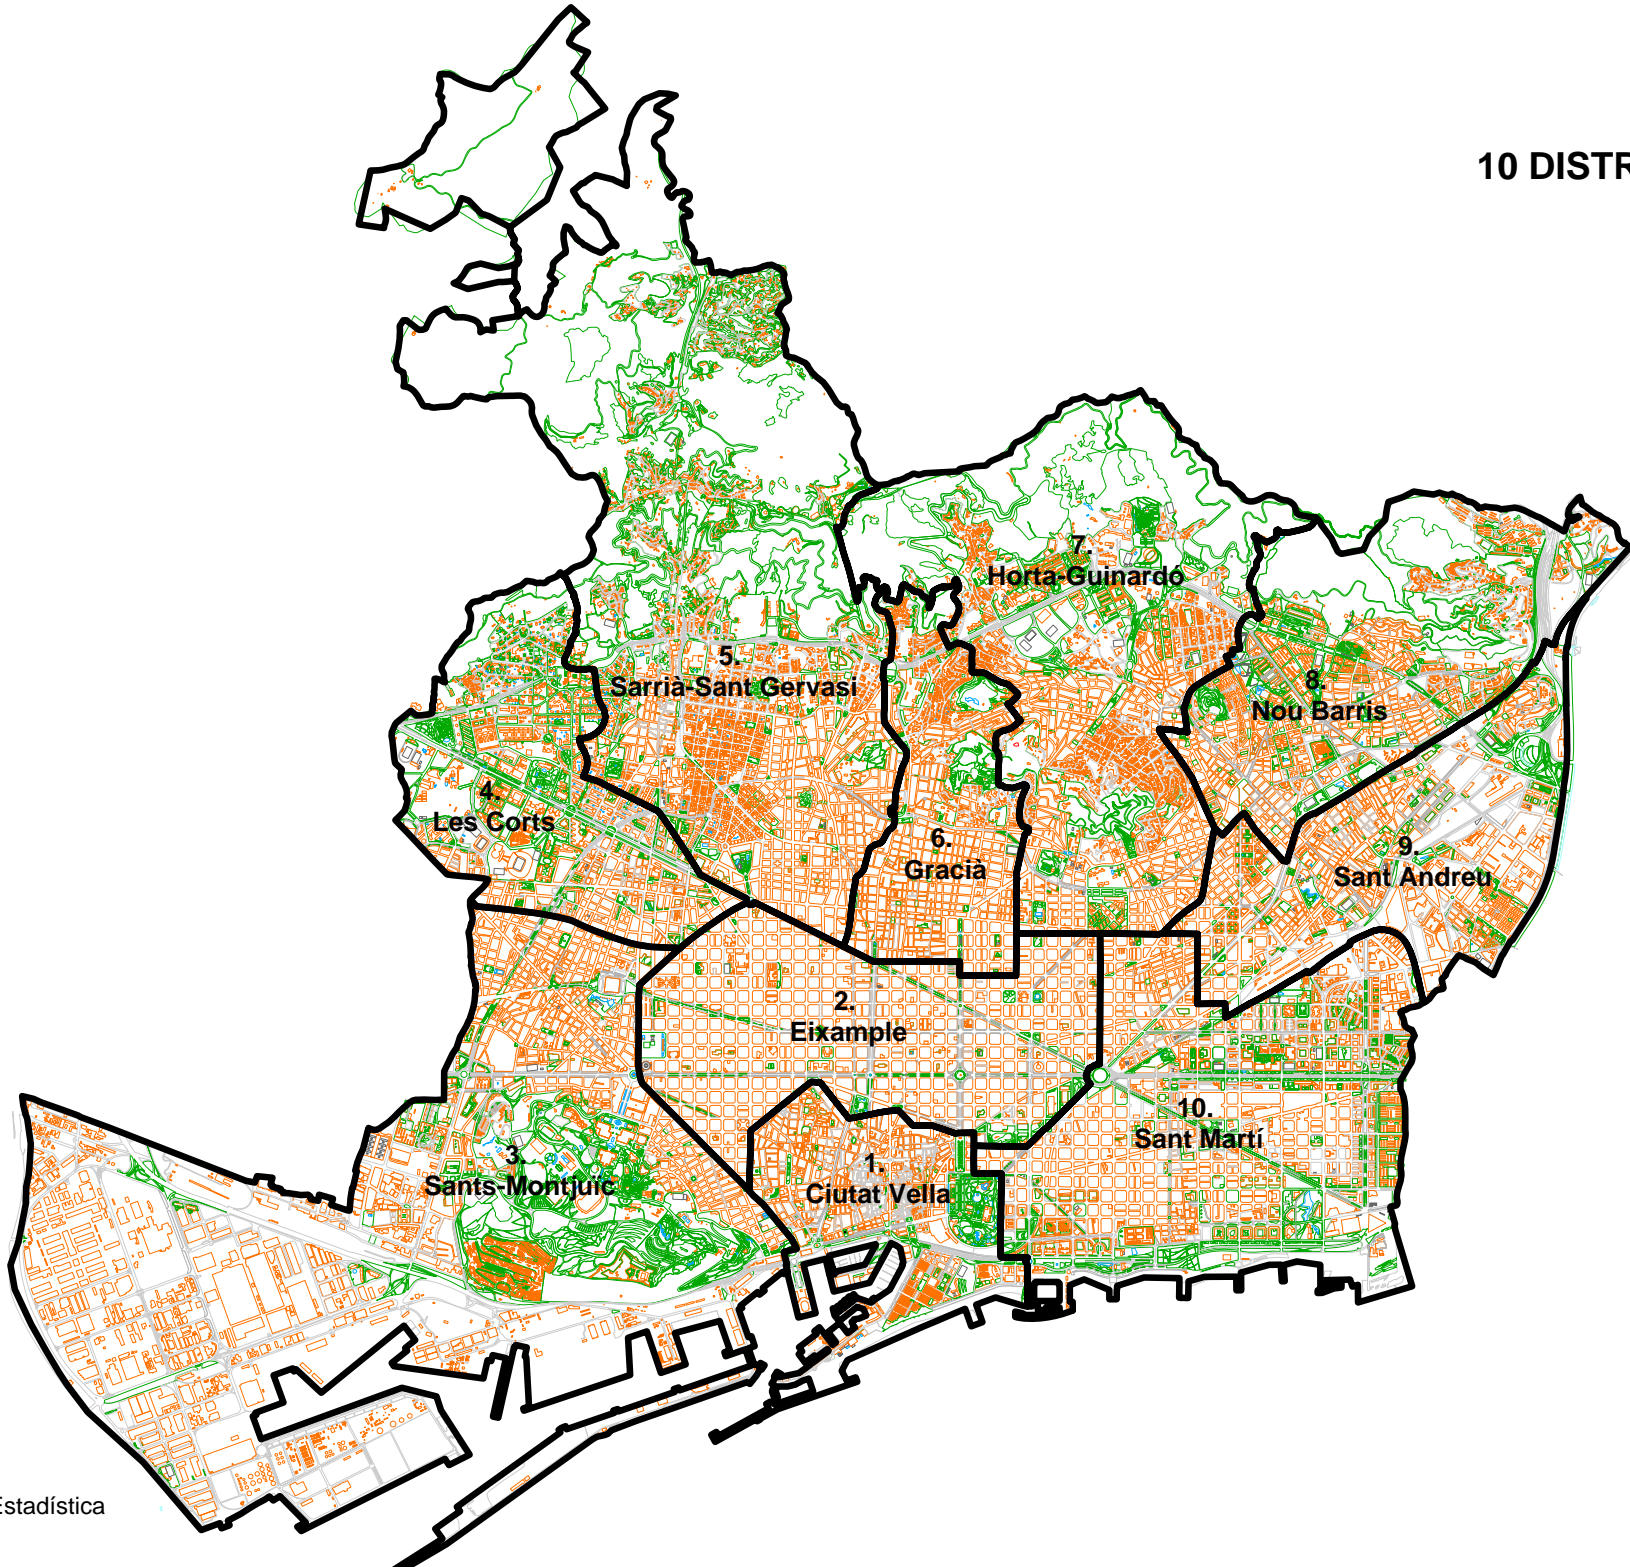 10 DISTR
7.
Horta-Guinardó
5.
Sarrià-Sant Gervasi
8.
Nou Barris
4.
Les Corts
6.
Gracià
9.
Sant Andreu
2.
Eixample
10.
Sant Martí
3.
Sants-Montjuïc
1.
Ciutat Vella
Estadística